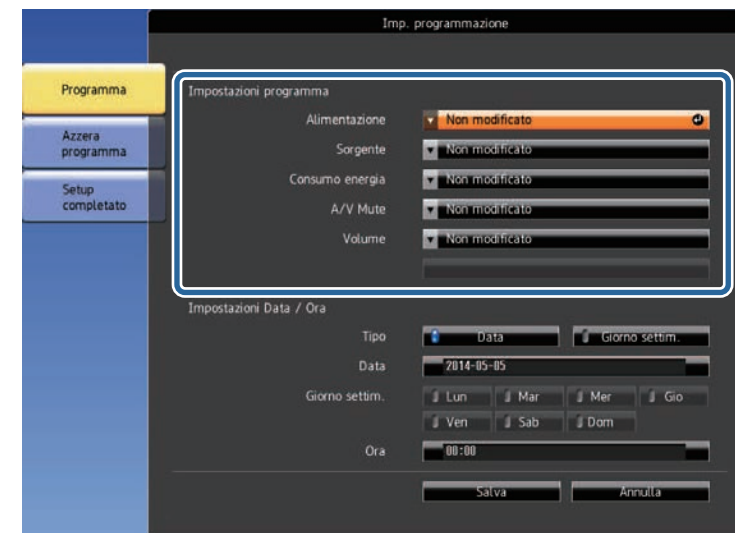 Imp. programmazione
Programma
Azzera
programma
Setup
completato
Impostazioni programma
Alimentazione Non modificato
Sorgente Non modificato
Consumo energia Non modificato
A/V Mute Non modificato
Volume Non modificato
Impostazioni Data / Ora
Tipo Data Giorno settim.
Data 2014-05-05
Giorno settim. Lun Mar Mer Gio
Ven Sab Dom
Ora 00:00
Salva Annulla